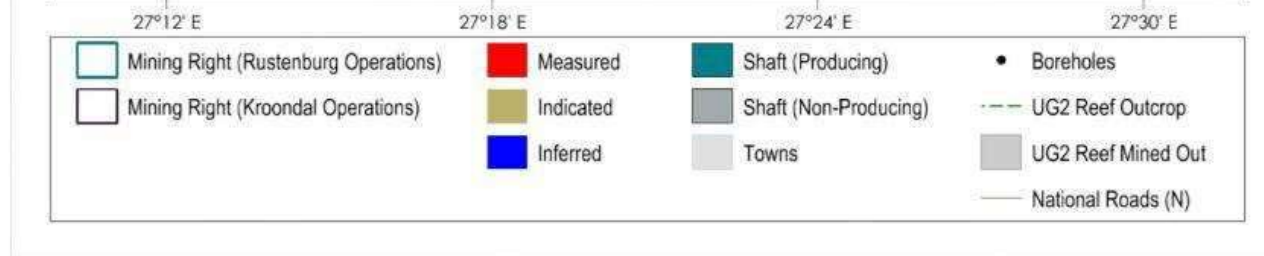 27°12' E 27°18' E 27°24' E 27°30' E
Mining Right (Rustenburg Operations) Measured Shaft (Producing) Boreholes
Mining Right (Kroondal Operations) Indicated Shaft (Non-Producing) UG2 Reef Outcrop
Inferred Towns UG2 Reef Mined Out
National Roads (N)